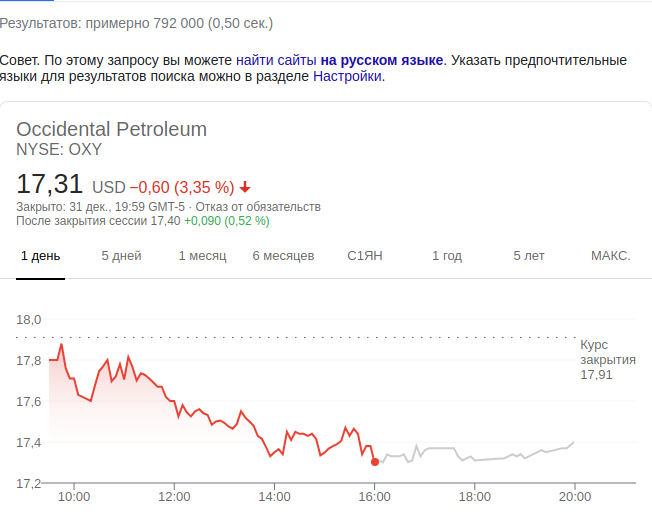 Результатов: примерно 792 000 (0,50 сек.)
Совет. По этому запросу вы можете найти сайты на русском языке. Указать предпочтительные
языки для результатов поиска можно в разделе Настройки.
Occidental Petroleum
NYSE: OXY
17,31 USD −0,60 (3,35 %)
Закрыто: 31 дек., 19:59 GMT-5 · Отказ от обязательств
После закрытия сессии 17,40 +0,090 (0,52 %)
1 день 5 дней 1 месяц 6 месяцев С1ЯН 1 год 5 лет МАКС.
18,0
Курс
закрытия
17,91
17,8
17,6
17,4
17,2
10:00 12:00 14:00 16:00 18:00 20:00